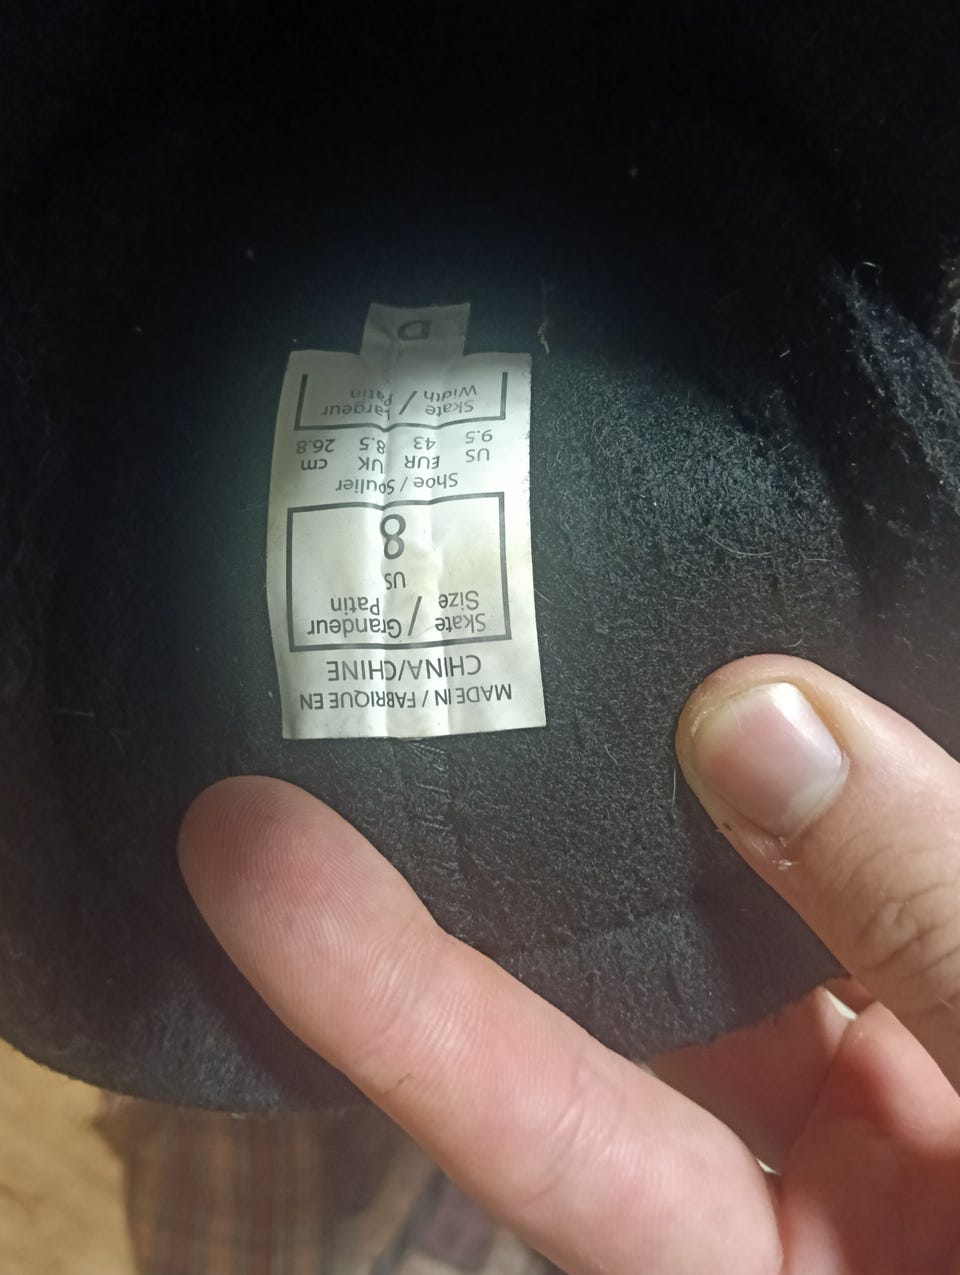 MADE IN / FABRIQUE EN
CHINA/CHINE
Skate / Grandeur
Size Patin
US
8
Shoe / Soulier
US EUR UK cm
9.5 43 8.5 26.8
Skate / Largeur
Width Patin
D